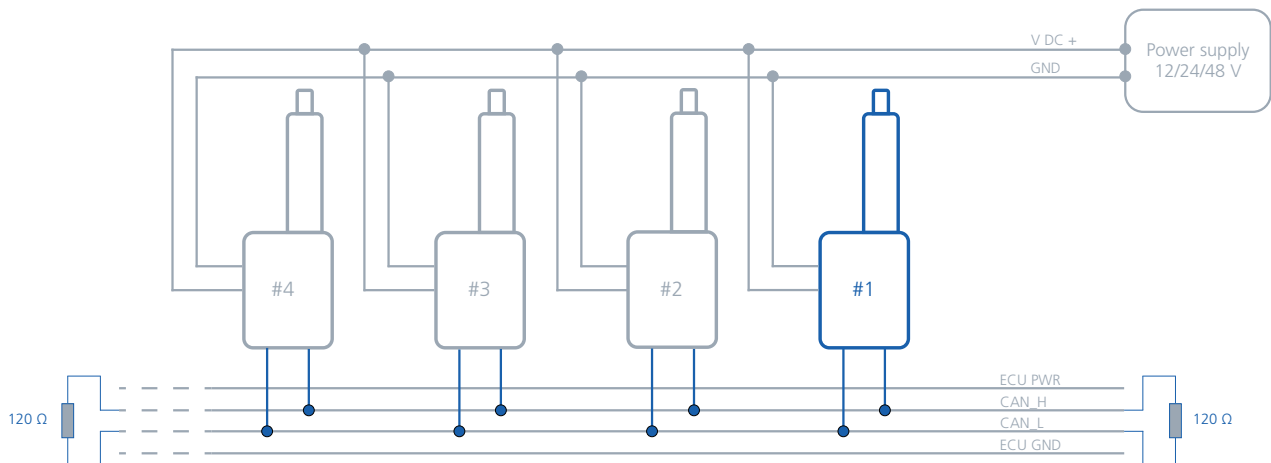 V DC +
Power supply
12/24/48 V
GND
#4
#3
#2
#1
ECU PWR
CAN_H
120 Ω
120 Ω
CAN_L
ECU GND